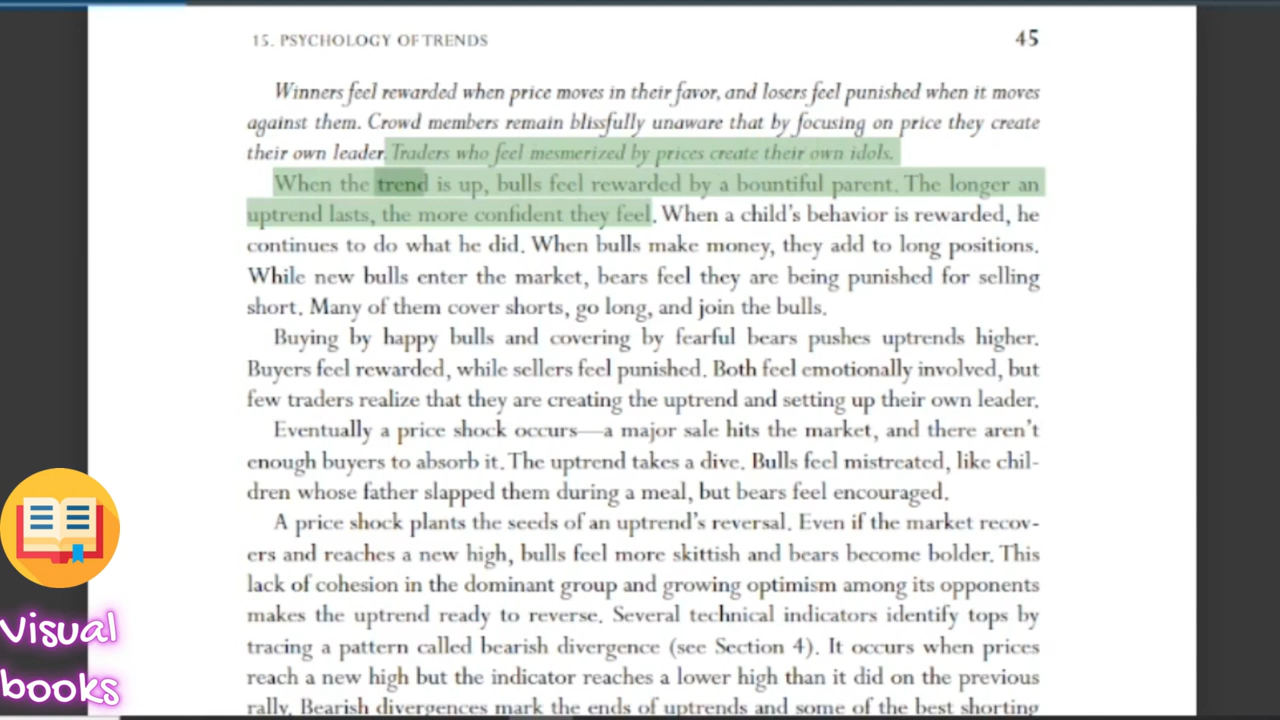 15. PSYCHOLOGY OF TRENDS 45
Winners feel rewarded when price moves in their favor, and losers feel punished when it moves
against them. Crowd members remain blissfully unaware that by focusing on price they create
their own leader. Traders who feel mesmerized by prices create their own idols.
When the trend is up, bulls feel rewarded by a bountiful parent. The longer an
uptrend lasts, the more confident they feel. When a child's behavior is rewarded, he
continues to do what he did. When bulls make money, they add to long positions.
While new bulls enter the market, bears feel they are being punished for selling
short. Many of them cover shorts, go long, and join the bulls.
Buying by happy bulls and covering by fearful bears pushes uptrends higher.
Buyers feel rewarded, while sellers feel punished. Both feel emotionally involved, but
few traders realize that they are creating the uptrend and setting up their own leader.
Eventually a price shock occurs—a major sale hits the market, and there aren't
enough buyers to absorb it. The uptrend takes a dive. Bulls feel mistreated, like chil-
dren whose father slapped them during a meal, but bears feel encouraged.
A price shock plants the seeds of an uptrend's reversal. Even if the market recov-
ers and reaches a new high, bulls feel more skittish and bears become bolder. This
lack of cohesion in the dominant group and growing optimism among its opponents
makes the uptrend ready to reverse. Several technical indicators identify tops by
tracing a pattern called bearish divergence (see Section 4). It occurs when prices
reach a new high but the indicator reaches a lower high than it did on the previous
rally. Bearish divergences mark the ends of uptrends and some of the best shorting
Visual
books